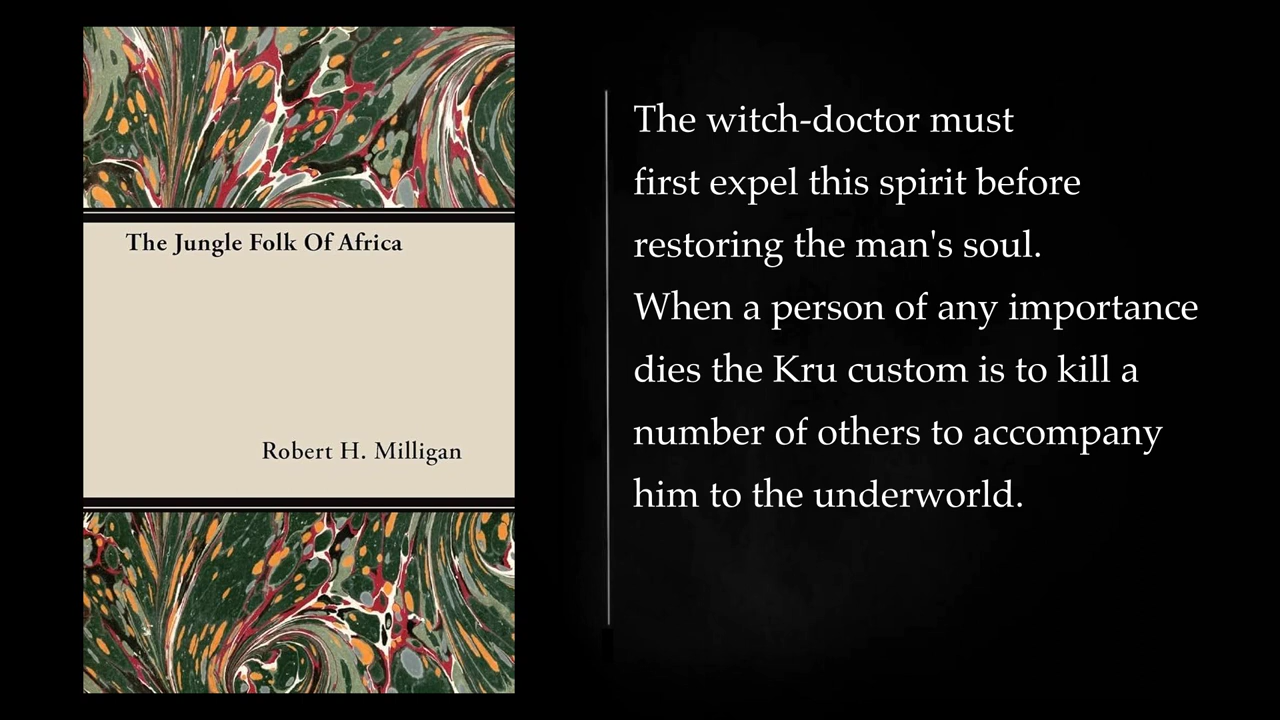 The Jungle Folk Of Africa
Robert H. Milligan
The witch-doctor must
first expel this spirit before
restoring the man's soul.
When a person of any importance
dies the Kru custom is to kill a
number of others to accompany
him to the underworld.